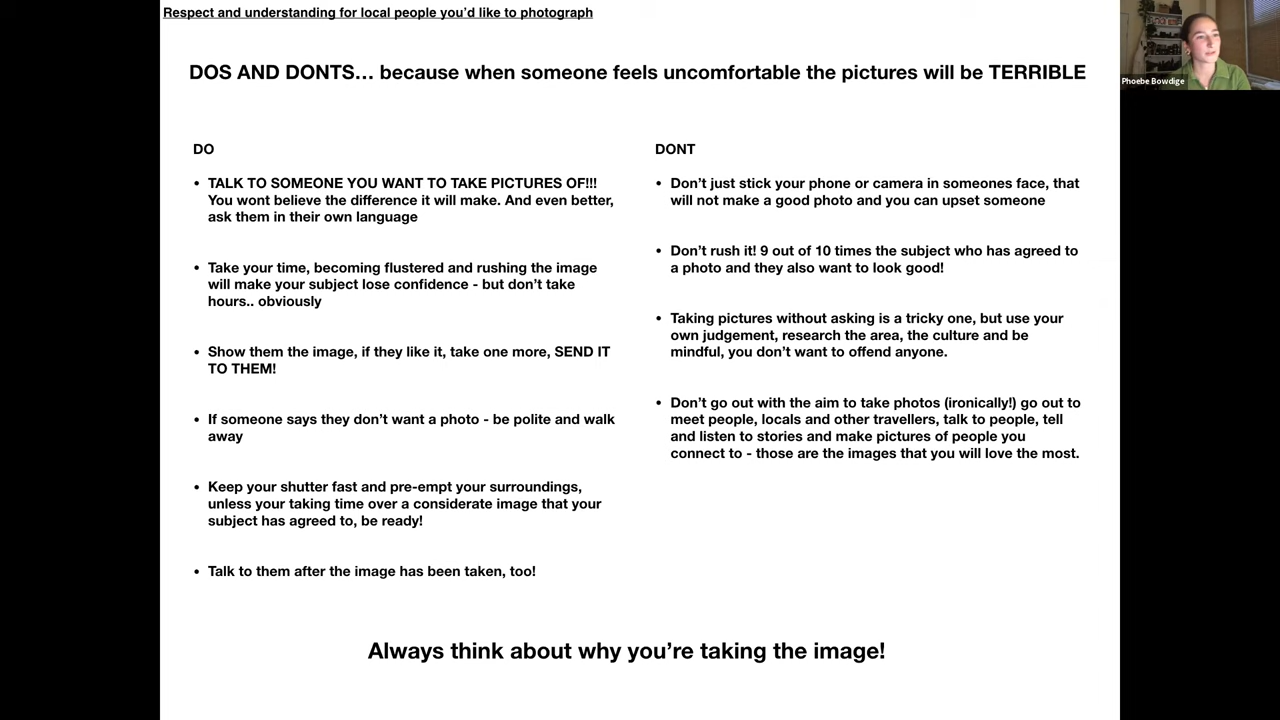 Respect and understanding for local people you’d like to photograph
Phoebe Bowdige
DOS AND DONTS… because when someone feels uncomfortable the pictures will be TERRIBLE
DO
• TALK TO SOMEONE YOU WANT TO TAKE PICTURES OF!!!
You wont believe the difference it will make. And even better,
ask them in their own language
• Take your time, becoming flustered and rushing the image
will make your subject lose confidence - but don’t take
hours.. obviously
• Show them the image, if they like it, take one more, SEND IT
TO THEM!
• If someone says they don’t want a photo - be polite and walk
away
• Keep your shutter fast and pre-empt your surroundings,
unless your taking time over a considerate image that your
subject has agreed to, be ready!
• Talk to them after the image has been taken, too!
DONT
• Don’t just stick your phone or camera in someones face, that
will not make a good photo and you can upset someone
• Don’t rush it! 9 out of 10 times the subject who has agreed to
a photo and they also want to look good!
• Taking pictures without asking is a tricky one, but use your
own judgement, research the area, the culture and be
mindful, you don’t want to offend anyone.
• Don’t go out with the aim to take photos (ironically!) go out to
meet people, locals and other travellers, talk to people, tell
and listen to stories and make pictures of people you
connect to - those are the images that you will love the most.
Always think about why you’re taking the image!